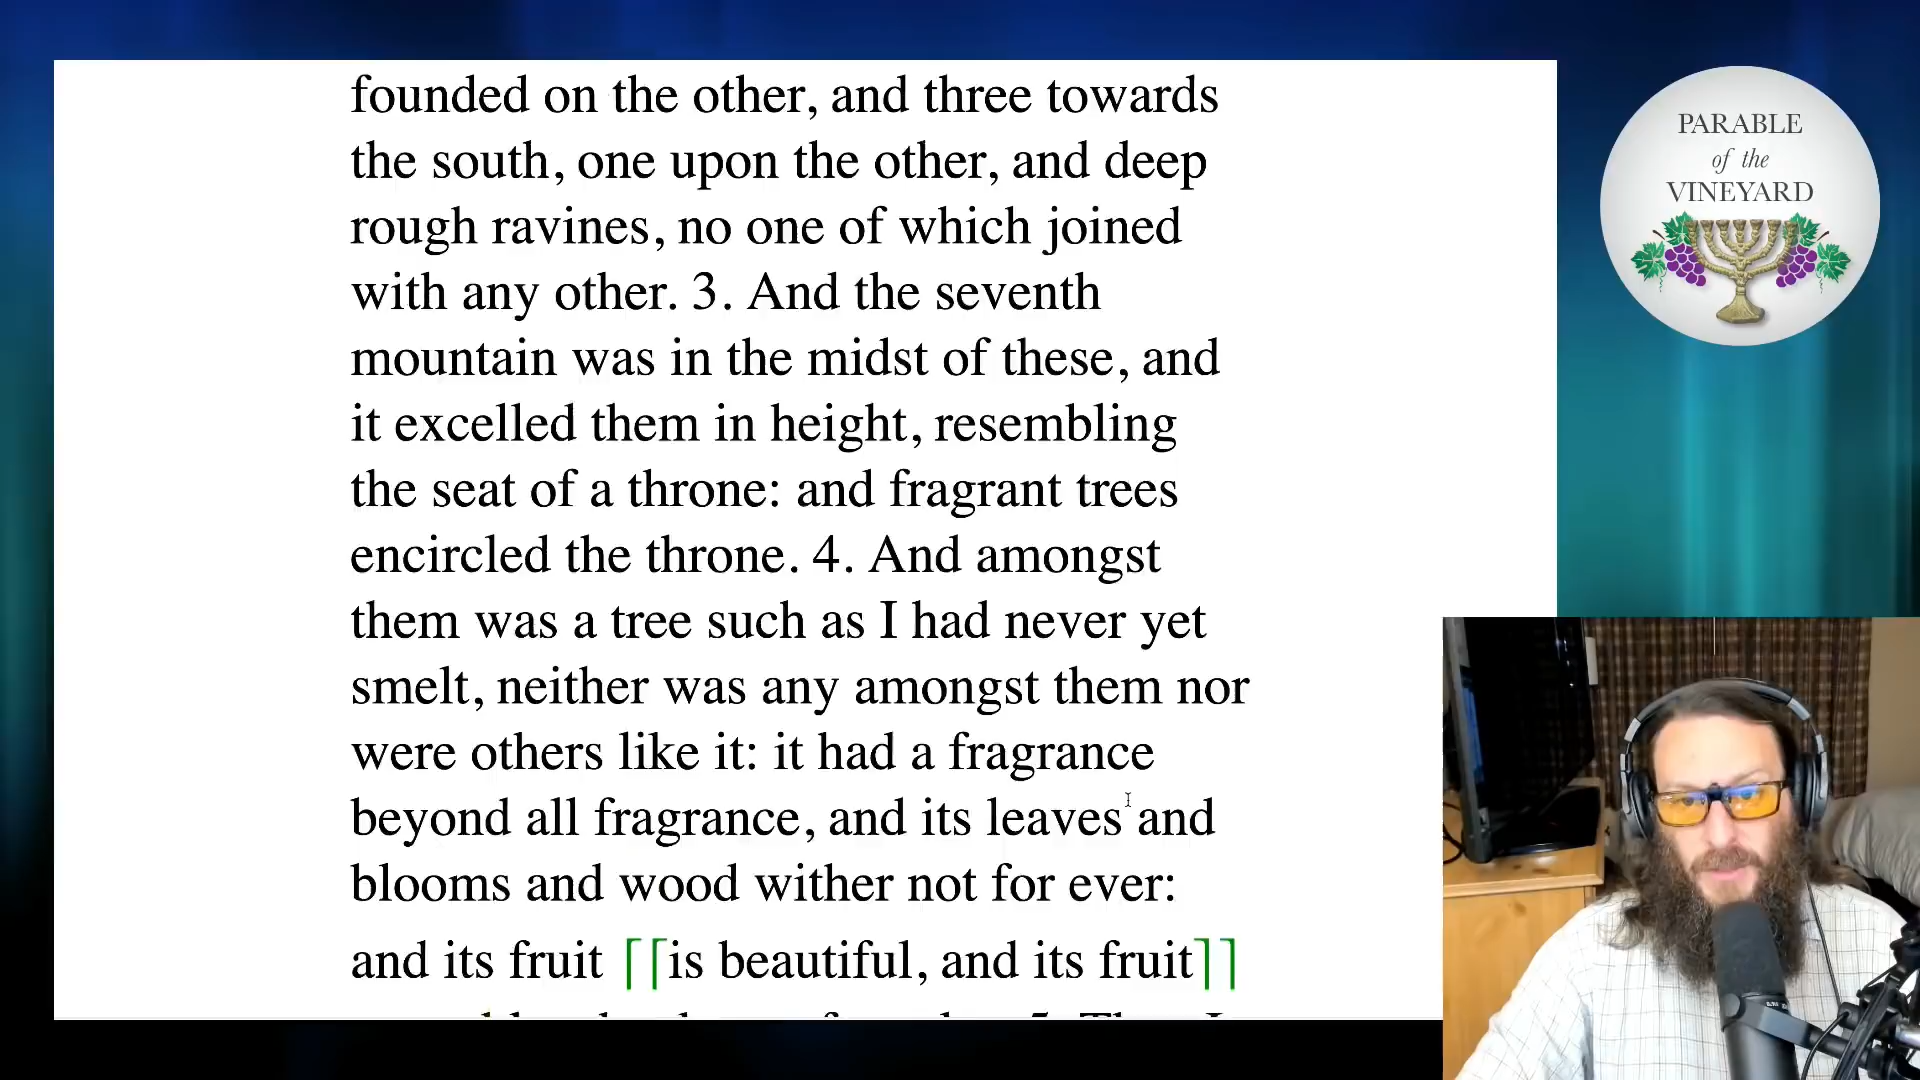 founded on the other, and three towards
the south, one upon the other, and deep
rough ravines, no one of which joined
with any other. 3. And the seventh
mountain was in the midst of these, and
it excelled them in height, resembling
the seat of a throne: and fragrant trees
encircled the throne. 4. And amongst
them was a tree such as I had never yet
smelt, neither was any amongst them nor
were others like it: it had a fragrance
beyond all fragrance, and its leaves and
blooms and wood wither not for ever:
and its fruit ⌈⌈is beautiful, and its fruit⌉⌉
PARABLE
of the
VINEYARD